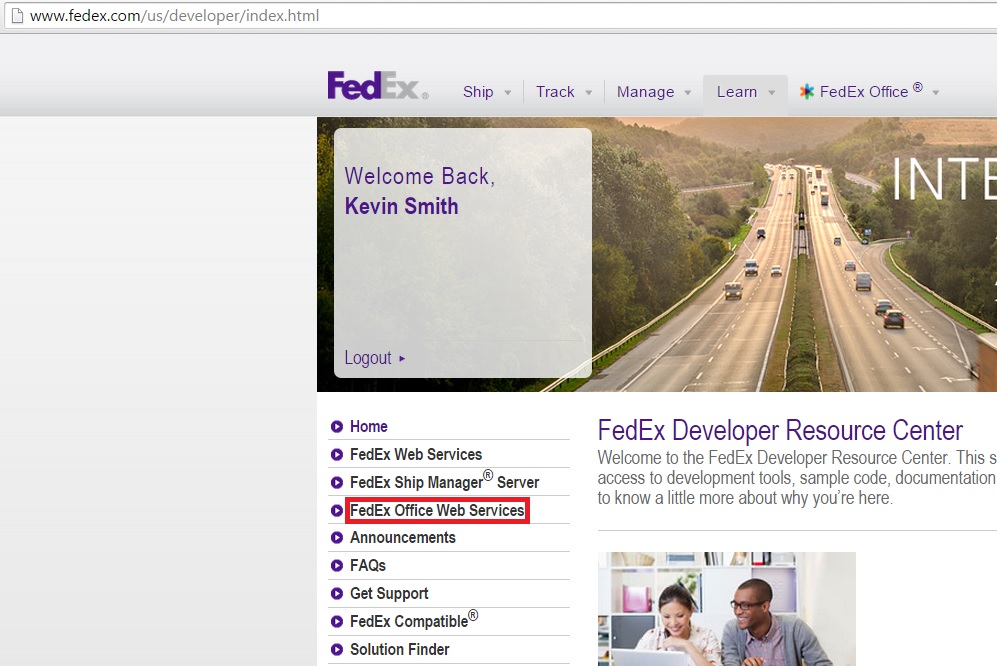 www.fedex.com/us/developer/index.html
FedEx® Ship Track Manage Learn FedEx Office ®
Welcome Back,
Kevin Smith
Logout
INTE
Home
FedEx Web Services
FedEx Ship Manager® Server
FedEx Office Web Services
Announcements
FAQs
Get Support
FedEx Compatible®
Solution Finder
FedEx Developer Resource Center
Welcome to the FedEx Developer Resource Center. This s
access to development tools, sample code, documentation
to know a little more about why you're here.